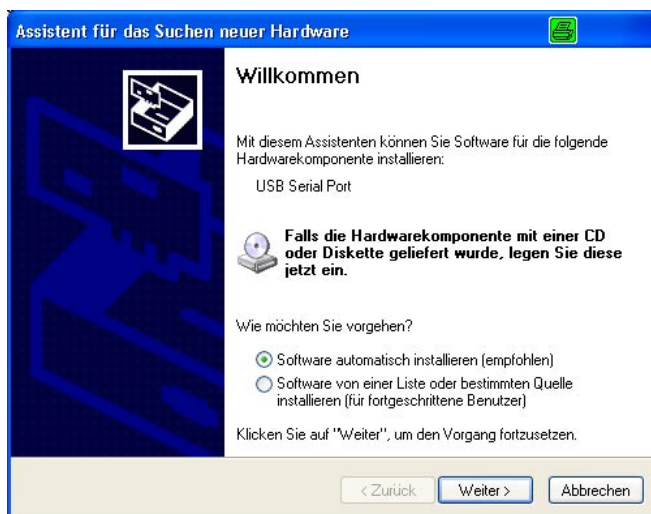 Assistent für das Suchen neuer Hardware
Willkommen
Mit diesem Assistenten können Sie Software für die folgende
Hardwarekomponente installieren:
USB Serial Port
Falls die Hardwarekomponente mit einer CD
oder Diskette geliefert wurde, legen Sie diese
jetzt ein.
Wie möchten Sie vorgehen?
Software automatisch installieren (empfohlen)
Software von einer Liste oder bestimmten Quelle
installieren (für fortgeschrittene Benutzer)
Klicken Sie auf "Weiter", um den Vorgang fortzusetzen.
< Zurück Weiter > Abbrechen